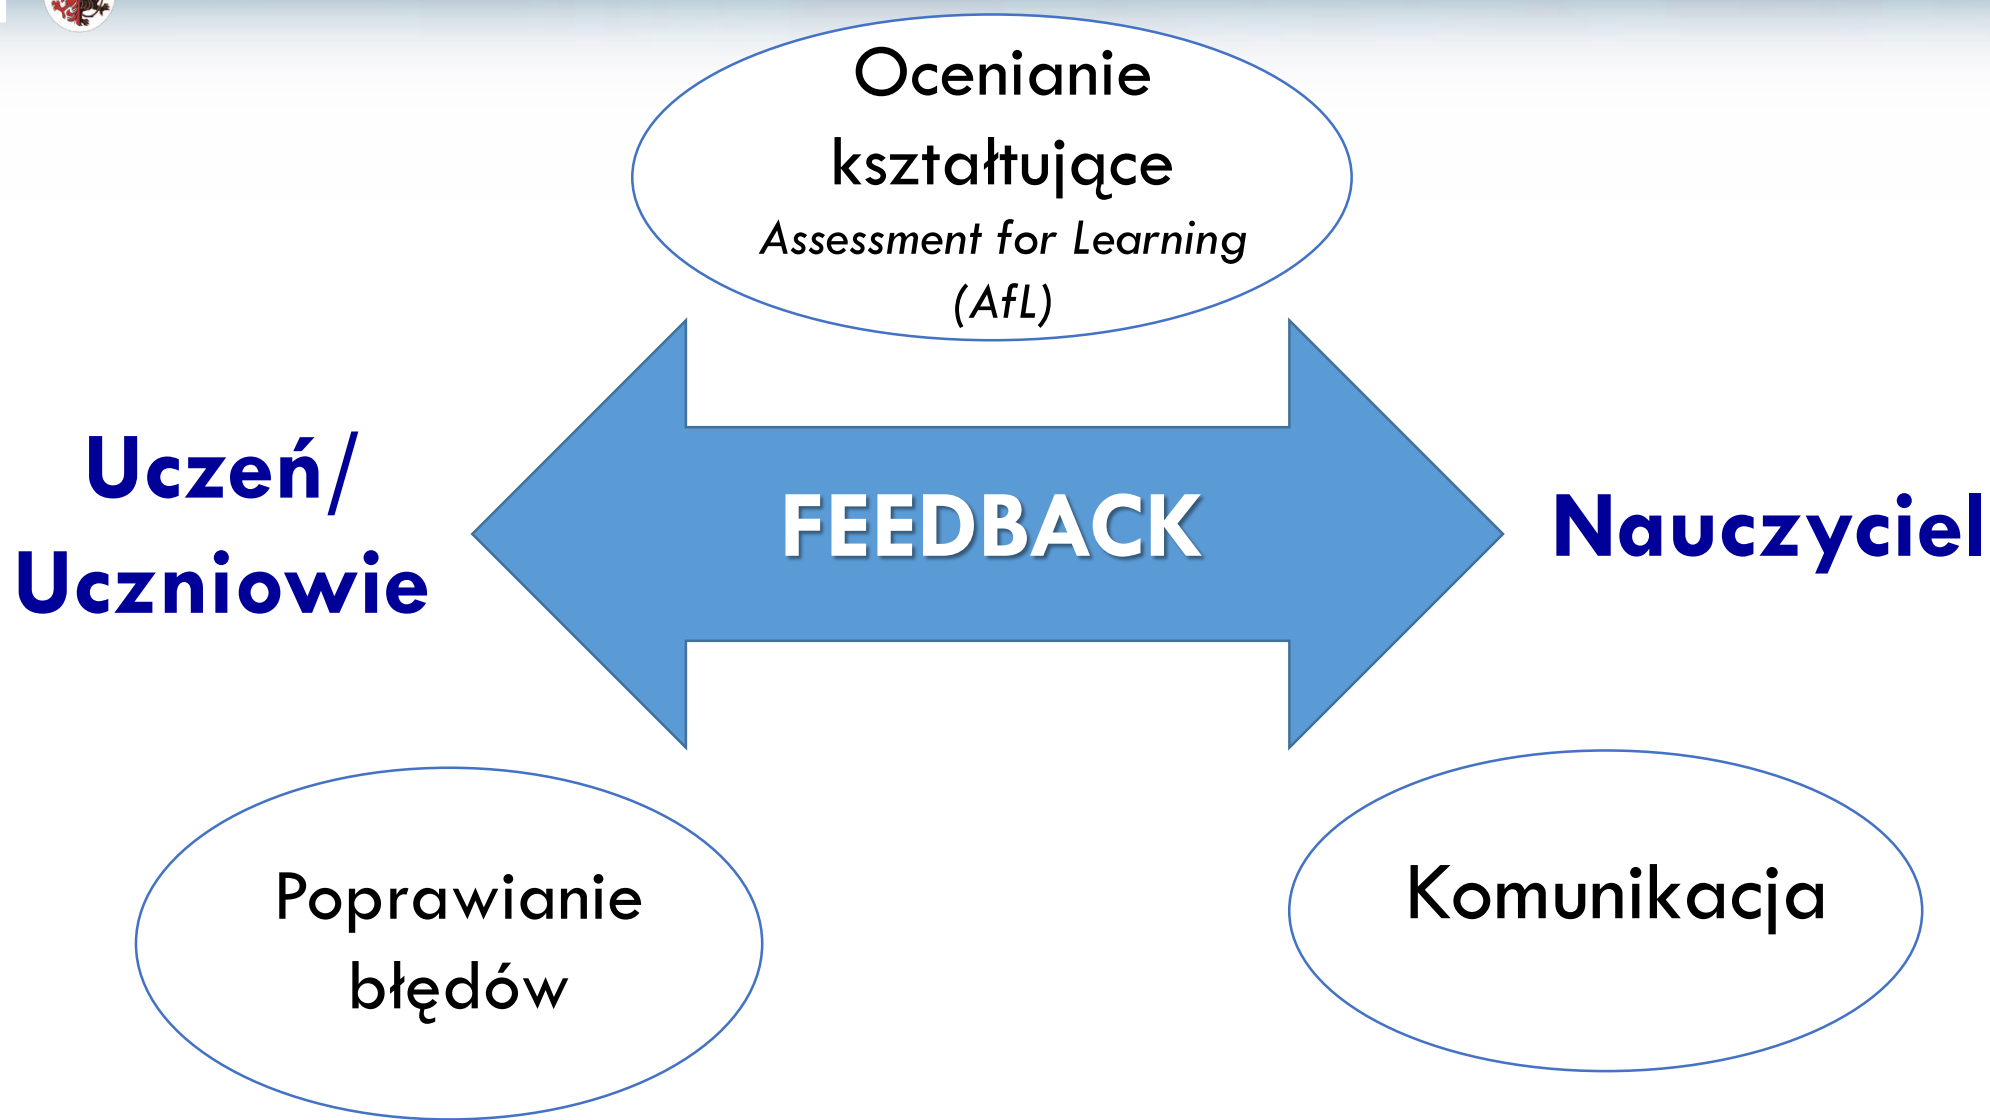 Ocenianie
kształtujące
Assessment for Learning
(AfL)
Uczeń/
Uczniowie
FEEDBACK
Nauczyciel
Poprawianie
błędów
Komunikacja